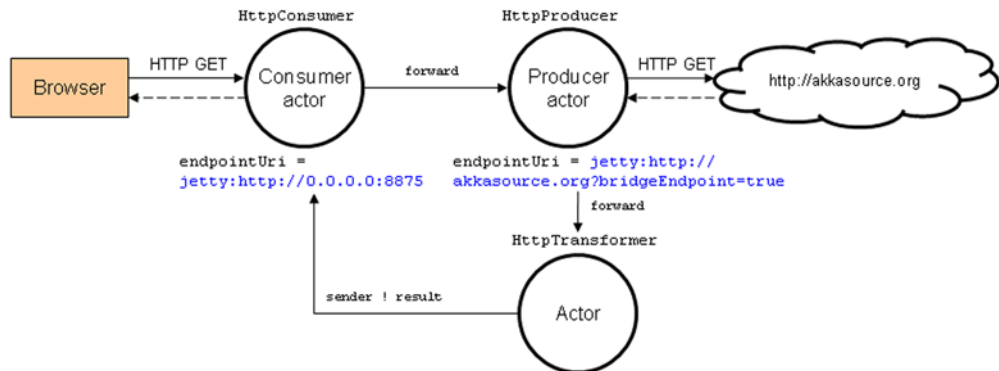 HttpConsumer
HttpProducer
Browser
HTTP GET
Consumer
actor
forward
Producer
actor
HTTP GET
http://akkasource.org
endpointUri =
jetty:http://0.0.0.0:8875
endpointUri = jetty:http://
akkasource.org?bridgeEndpoint=true
forward
HttpTransformer
sender ! result
Actor